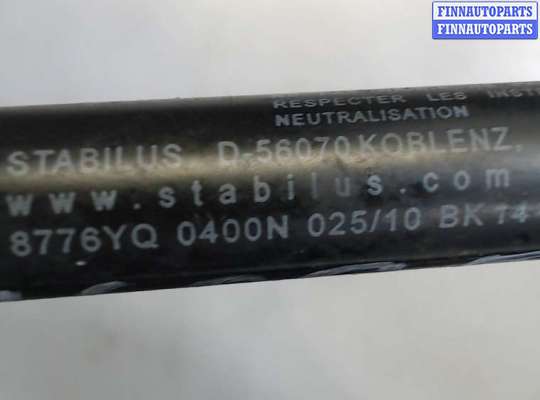 FINNAUTOPARTS
FINNAUTOPARTS
RESPECTER LES
NEUTRALISATION
STABILUS, D-56070 KOBLENZ,
www.stabilus.com
8776YQ 0400N 025/10 BK